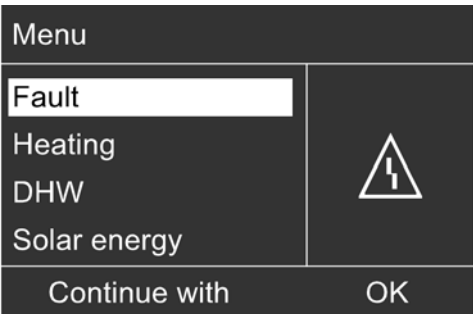 Menu
Fault
Heating
DHW
Solar energy
Continue with OK